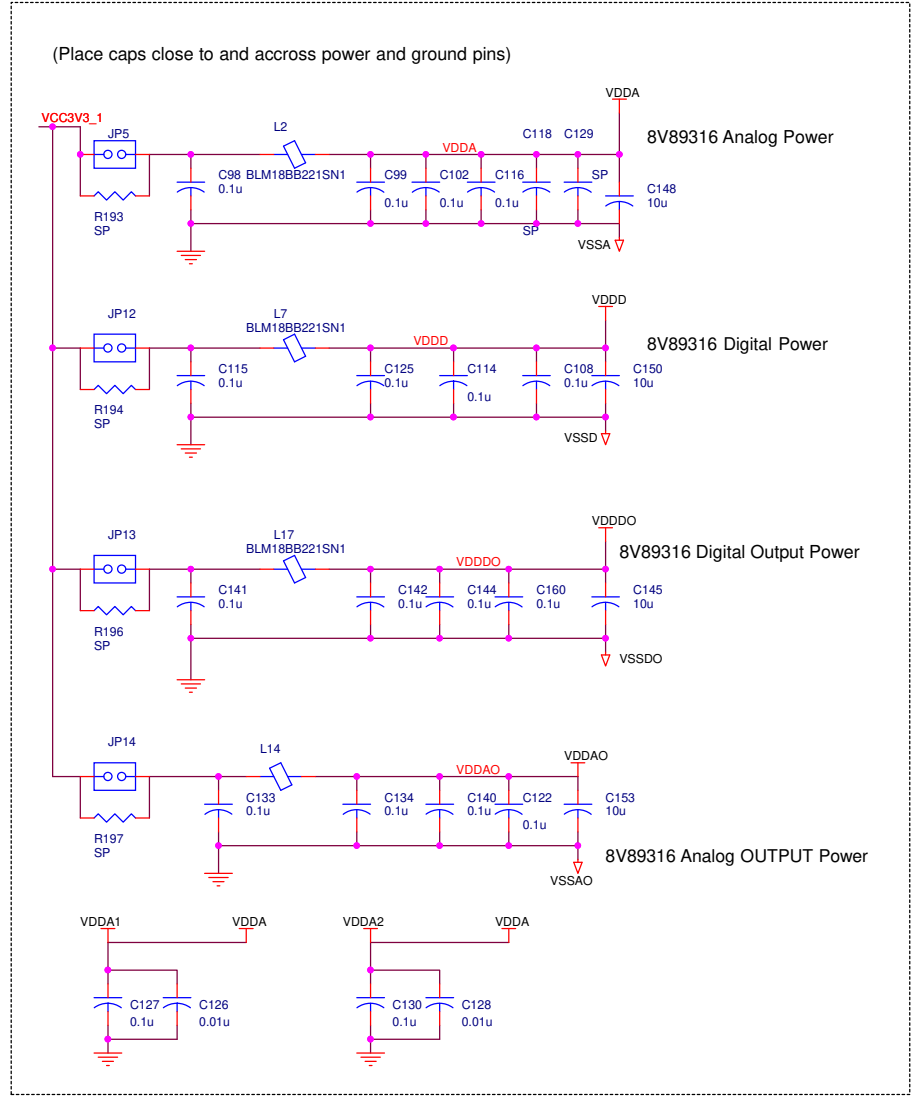 (Place caps close to and accross power and ground pins)
VCC3V3_1
JP5
L2
BLM18BB221SN1
VDDA
C118
C129
VDDA
8V89316 Analog Power
C98
0.1u
C99
0.1u
C102
0.1u
C116
0.1u
SP
SP
C148
10u
R193
SP
VSSA
JP12
L7
BLM18BB221SN1
VDDD
VDDD
8V89316 Digital Power
C115
0.1u
C125
0.1u
C114
0.1u
C108
0.1u
C150
10u
R194
SP
VSSD
JP13
L17
BLM18BB221SN1
VDDDO
VDDDO
8V89316 Digital Output Power
C141
0.1u
C142
0.1u
C144
0.1u
C160
0.1u
C145
10u
R196
SP
VSSDO
JP14
L14
VDDAO
VDDAO
C133
0.1u
C134
0.1u
C140
0.1u
C122
0.1u
C153
10u
R197
SP
VSSAO
8V89316 Analog OUTPUT Power
VDDA1
VDDA
VDDA2
VDDA
C127
0.1u
C126
0.01u
C130
0.1u
C128
0.01u